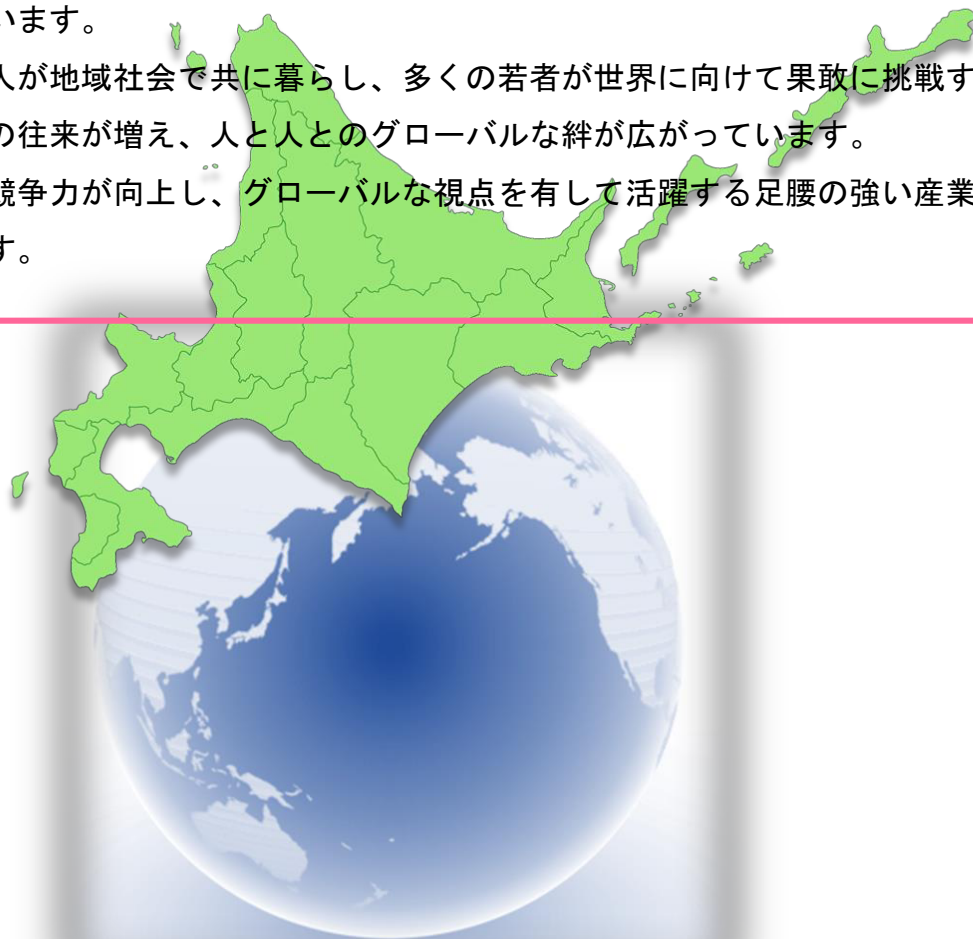 います。
人が地域社会で共に暮らし、多くの若者が世界に向けて果敢に挑戦す
の往来が増え、人と人とのグローバルな絆が広がっています。
競争力が向上し、グローバルな視点を有して活躍する足腰の強い産業
す。